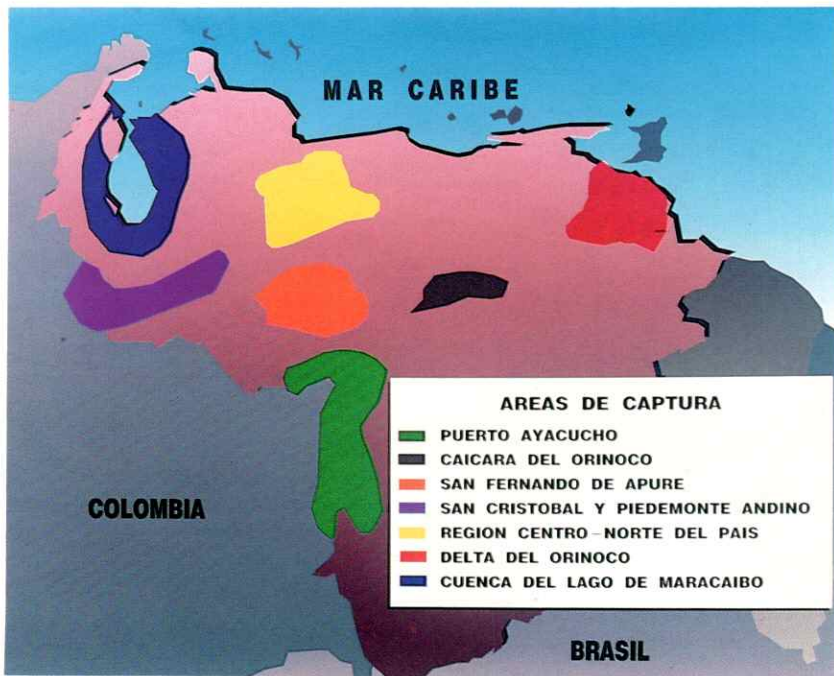 MAR CARIBE
AREAS DE CAPTURA
PUERTO AYACUCHO
CAICARA DEL ORINOCO
SAN FERNANDO DE APURE
SAN CRISTOBAL Y PIEDEMONTE ANDINO
REGION CENTRO-NORTE DEL PAIS
DELTA DEL ORINOCO
CUENCA DEL LAGO DE MARACAIBO
COLOMBIA
BRASIL